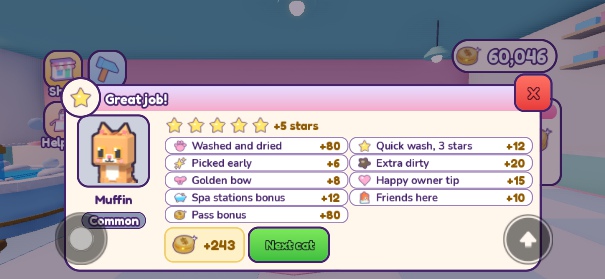 60,046
Great job!
+5 stars
Washed and dried +80
Quick wash, 3 stars +12
Picked early +6
Extra dirty +20
Golden bow +8
Happy owner tip +15
Spa stations bonus +12
Friends here +10
Pass bonus +80
Muffin
Common
+243
Next cat